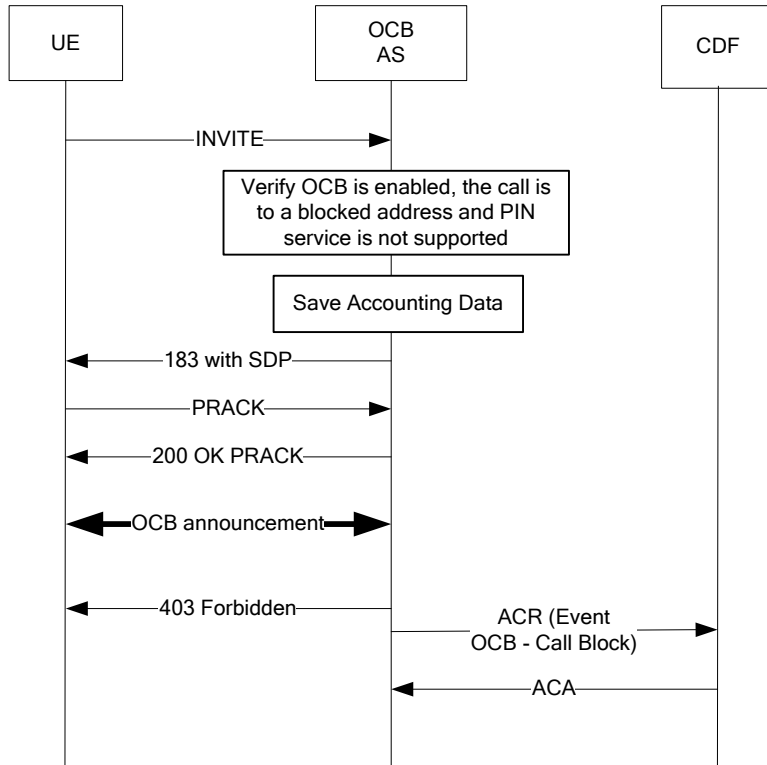 UE
OCB
AS
CDF
INVITE
Verify OCB is enabled, the call is
to a blocked address and PIN
service is not supported
Save Accounting Data
183 with SDP
PRACK
200 OK PRACK
OCB announcement
403 Forbidden
ACR (Event
OCB - Call Block)
ACA